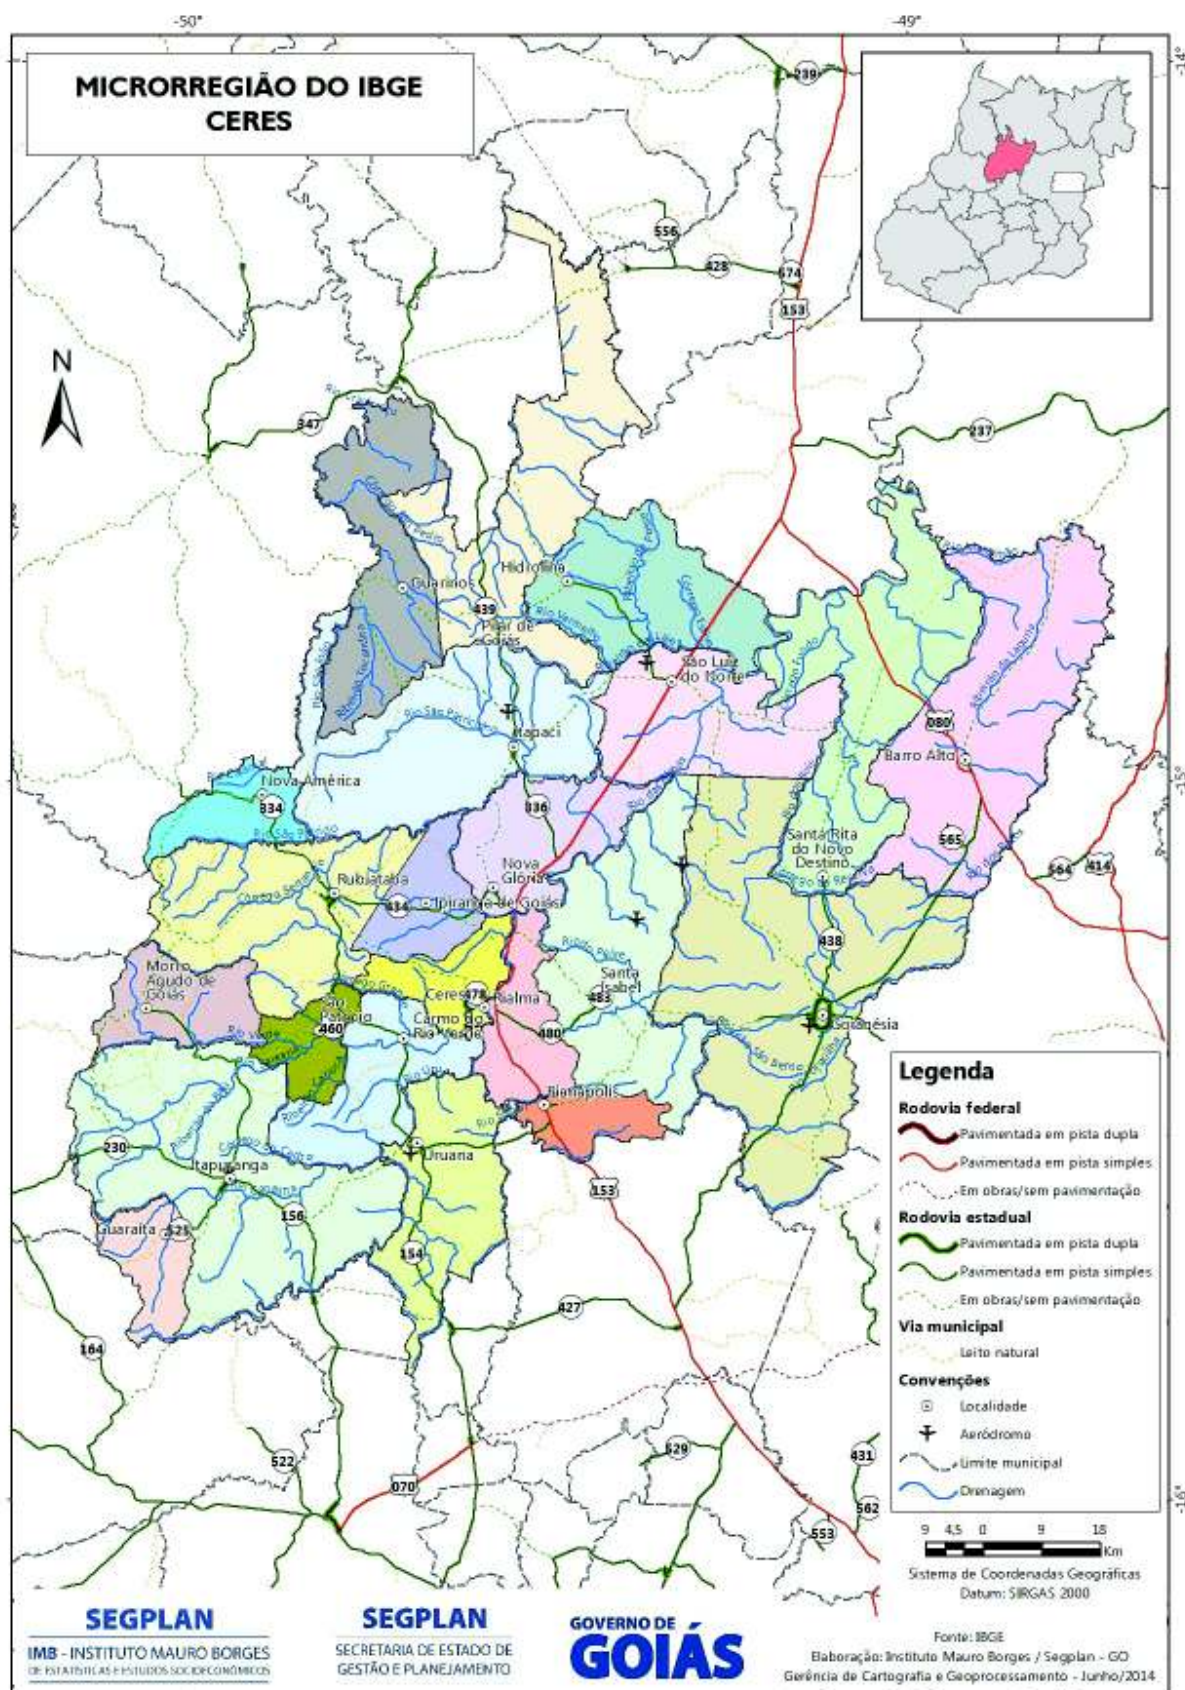 -50°
-49°
-14°
MICRORREGIÃO DO IBGE
CERES
239
556
428
574
153
N
347
237
Hidrolina
Guarinos
439
Pilar de
Goiás
Rio Vermelho
São Luiz
do Norte
080
Barro Alto
Itapaci
Nova América
334
336
-15°
Santa Rita
do Novo
Destino
565
564
414
Nova
Glória
Rubiataba
434
Ipiranga de Goiás
438
Morro
Agudo de
Goiás
Santa
Isabel
483
Ceres
478
Rialma
São
Patrício
460
Carmo do
Rio Verde
480
Goianésia
Rianápolis
230
Uruana
Itapuranga
153
156
Guaraíta
525
154
427
164
522
529
431
070
562
553
-16°
Legenda
Rodovia federal
Pavimentada em pista dupla
Pavimentada em pista simples
Em obras/sem pavimentação
Rodovia estadual
Pavimentada em pista dupla
Pavimentada em pista simples
Em obras/sem pavimentação
Via municipal
Leito natural
Convenções
Localidade
Aeródromo
Limite municipal
Drenagem
9 4,5 0 9 18
Km
Sistema de Coordenadas Geográficas
Datum: SIRGAS 2000
SEGPLAN
IMB - INSTITUTO MAURO BORGES
DE ESTATÍSTICAS E ESTUDOS SOCIOECONÔMICOS
SEGPLAN
SECRETARIA DE ESTADO DE
GESTÃO E PLANEJAMENTO
GOVERNO DE
GOIÁS
Fonte: IBGE
Elaboração: Instituto Mauro Borges / Segplan - GO
Gerência de Cartografia e Geoprocessamento - Junho/2014